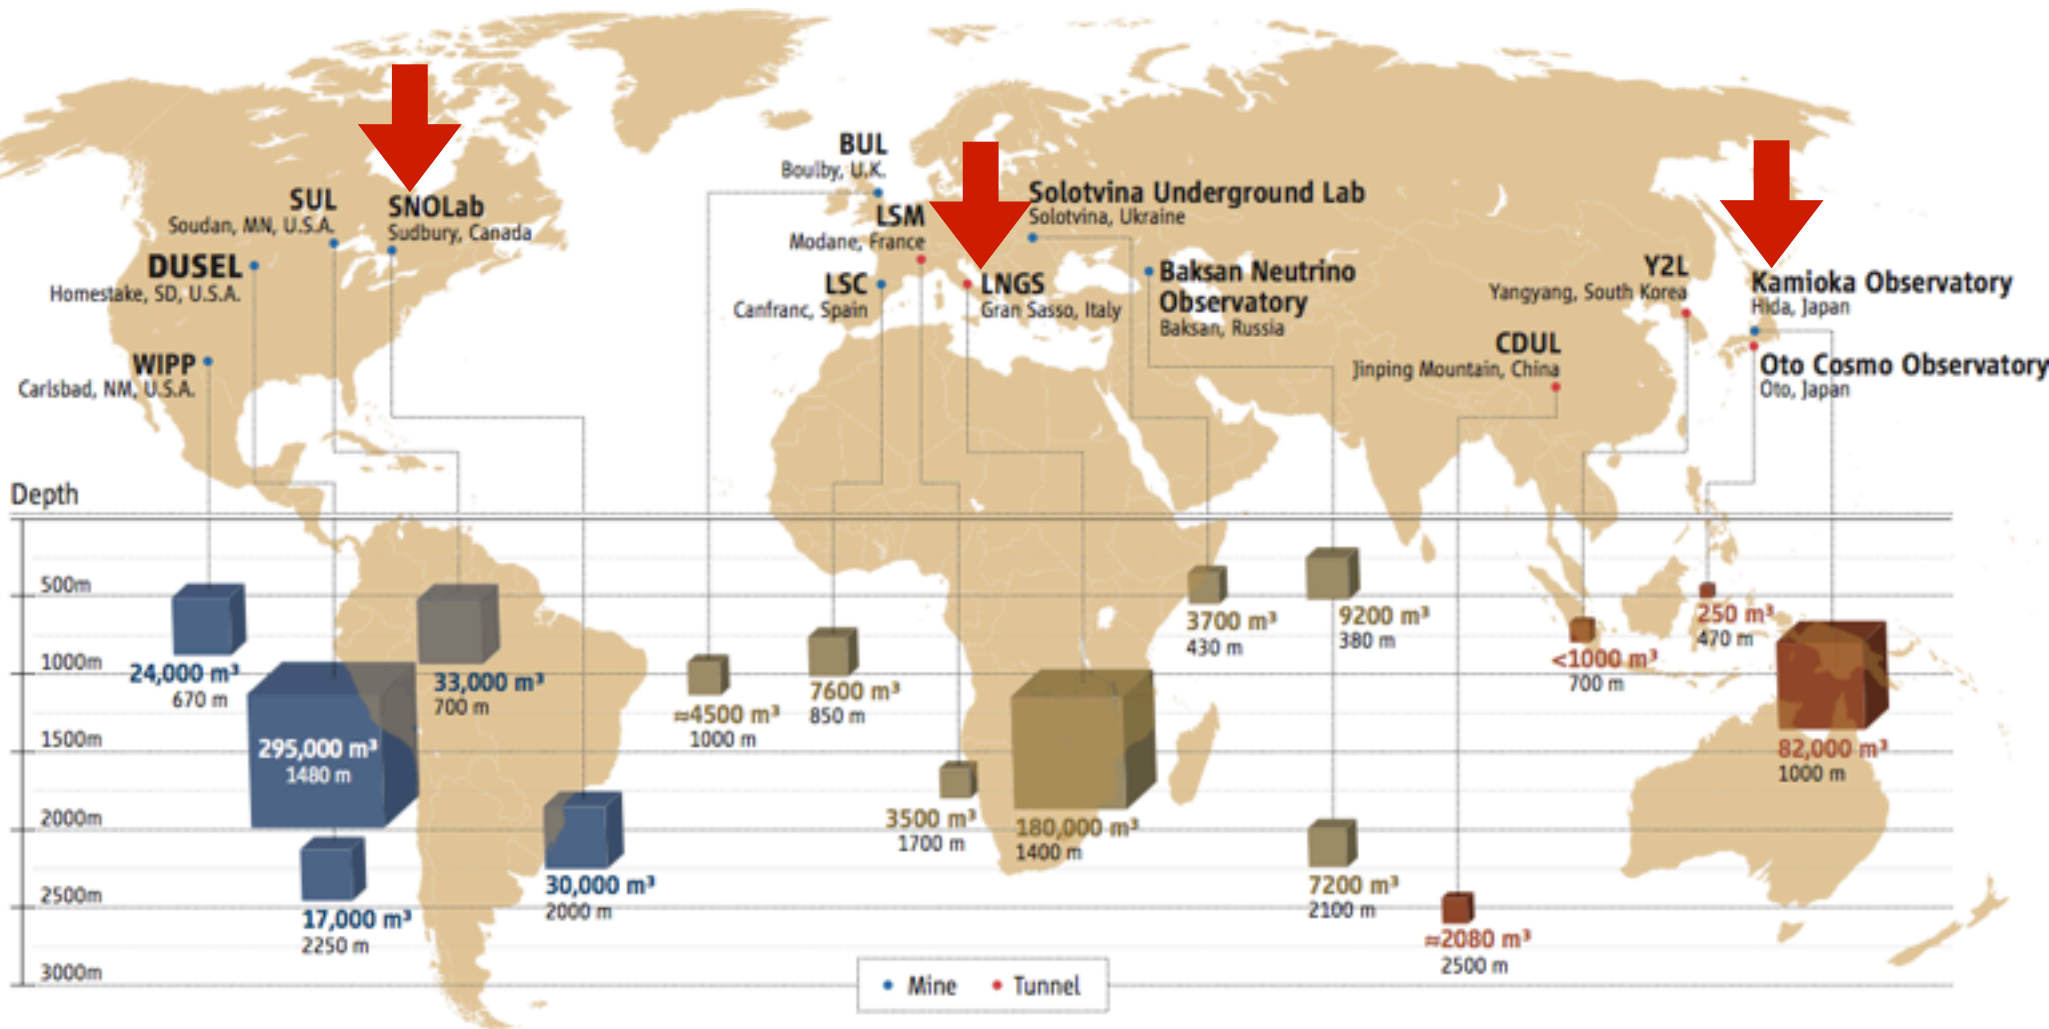 BUL
Boulby, U.K.
SUL
Soudan, MN, U.S.A.
SNOLab
Sudbury, Canada
DUSEL
Homestake, SD, U.S.A.
WIPP
Carlsbad, NM, U.S.A.
LSM
Modane, France
LSC
Canfranc, Spain
LNGS
Gran Sasso, Italy
Solotvina Underground Lab
Solotvina, Ukraine
Baksan Neutrino
Observatory
Baksan, Russia
Y2L
Yangyang, South Korea
CDUL
Jinping Mountain, China
Kamioka Observatory
Hida, Japan
Oto Cosmo Observatory
Oto, Japan
Depth
500m
1000m
1500m
2000m
2500m
3000m
24,000 m³
670 m
295,000 m³
1480 m
17,000 m³
2250 m
33,000 m³
700 m
30,000 m³
2000 m
≈4500 m³
1000 m
7600 m³
850 m
3500 m³
1700 m
180,000 m³
1400 m
3700 m³
430 m
9200 m³
380 m
7200 m³
2100 m
≈2080 m³
2500 m
<1000 m³
700 m
250 m³
470 m
82,000 m³
1000 m
Mine
Tunnel